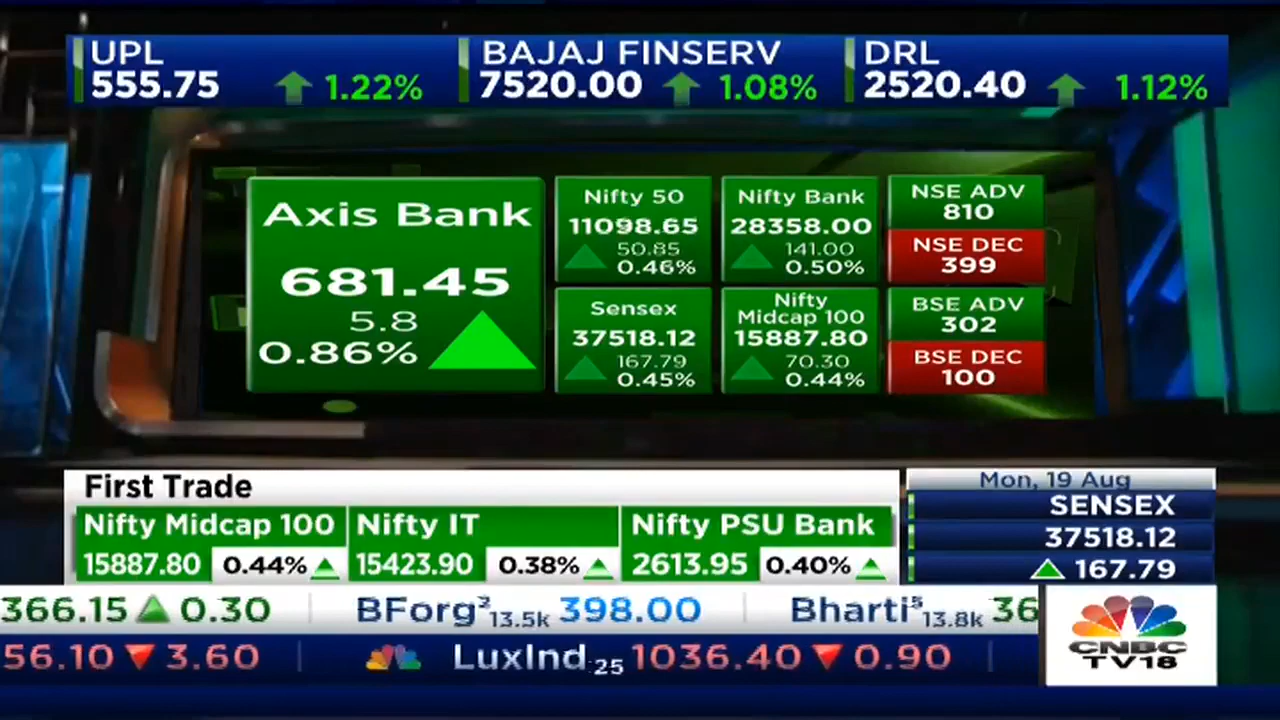 UPL
555.75 1.22%
BAJAJ FINSERV
7520.00 1.08%
DRL
2520.40 1.12%
Axis Bank
681.45
5.8
0.86%
Nifty 50
11098.65
50.85
0.46%
Nifty Bank
28358.00
141.00
0.50%
NSE ADV
810
NSE DEC
399
Sensex
37518.12
167.79
0.45%
Nifty
Midcap 100
15887.80
70.30
0.44%
BSE ADV
302
BSE DEC
100
First Trade
Nifty Midcap 100
15887.80 0.44%
Nifty IT
15423.90 0.38%
Nifty PSU Bank
2613.95 0.40%
Mon, 19 Aug
SENSEX
37518.12
167.79
366.15 0.30 BForg² 13.5k 398.00 Bharti⁵ 13.8k 36
56.10 3.60 LuxInd 25 1036.40 0.90
CNBC
TV18